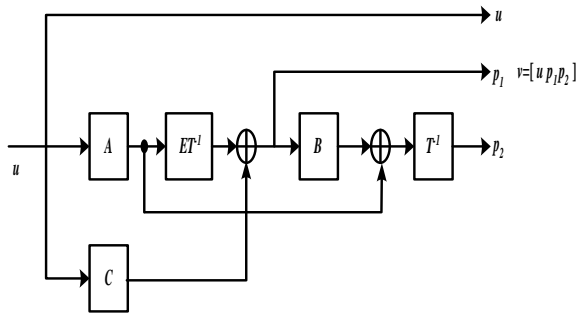 u
p₁ v=[ u p₁p₂ ]
A ET⁻¹ B T⁻¹ p₂
u
C